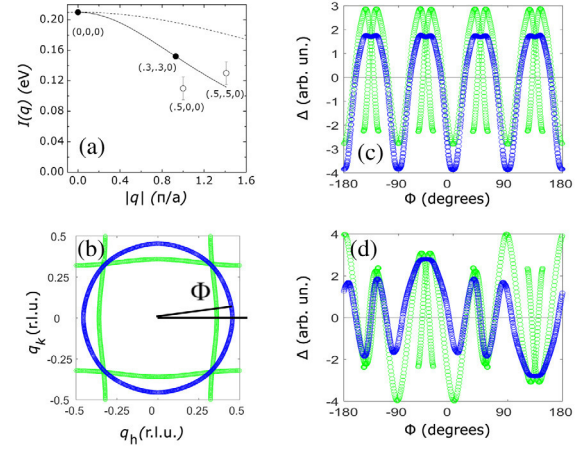 0.20
0.16
0.12
0.08
0.04
0.00
I(q) (eV)
(0,0,0)
(.3,.3,0)
(.5,.5,0)
(.5,0,0)
(a)
0.0 0.4 0.8 1.2 1.6
|q| (π/a)
3
2
1
0
-1
-2
-3
-4
Δ (arb. un.)
(c)
-180 -90 0 90 180
Φ (degrees)
0.5
0.25
0
-0.25
-0.5
qk (r.l.u.)
(b)
Φ
-0.5 -0.25 0 0.25 0.5
qh (r.l.u.)
4
2
0
-2
-4
Δ (arb. un.)
(d)
-180 -90 0 90 180
Φ (degrees)